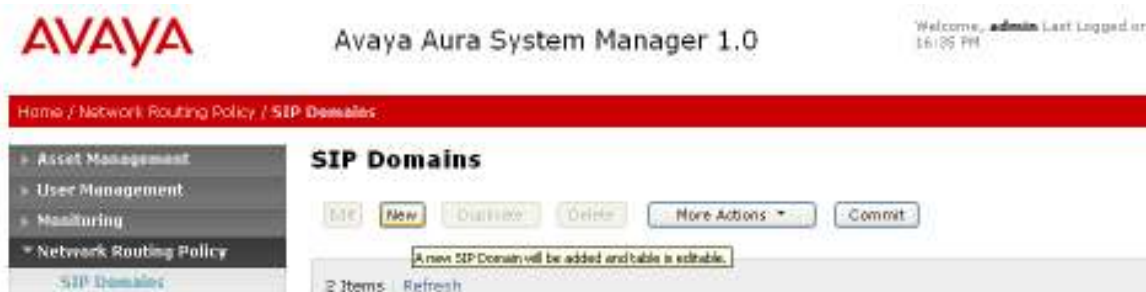 AVAYA
Avaya Aura System Manager 1.0
Welcome, admin Last Logged on
16:35 PM
Home / Network Routing Policy / SIP Domains
Asset Management
User Management
Monitoring
Network Routing Policy
SIP Domains
SIP Domains
Edit New Duplicate Delete More Actions Commit
A new SIP Domain will be added and table is editable.
2 Items Refresh